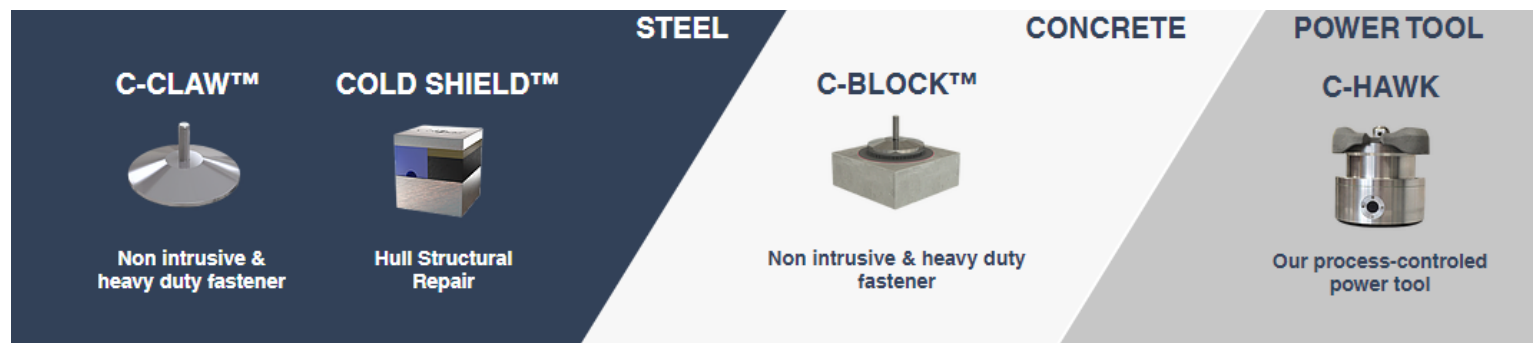 STEEL
C-CLAW™
COLD SHIELD™
Non intrusive &
heavy duty fastener
Hull Structural
Repair
CONCRETE
C-BLOCK™
Non intrusive & heavy duty
fastener
POWER TOOL
C-HAWK
Our process-controled
power tool